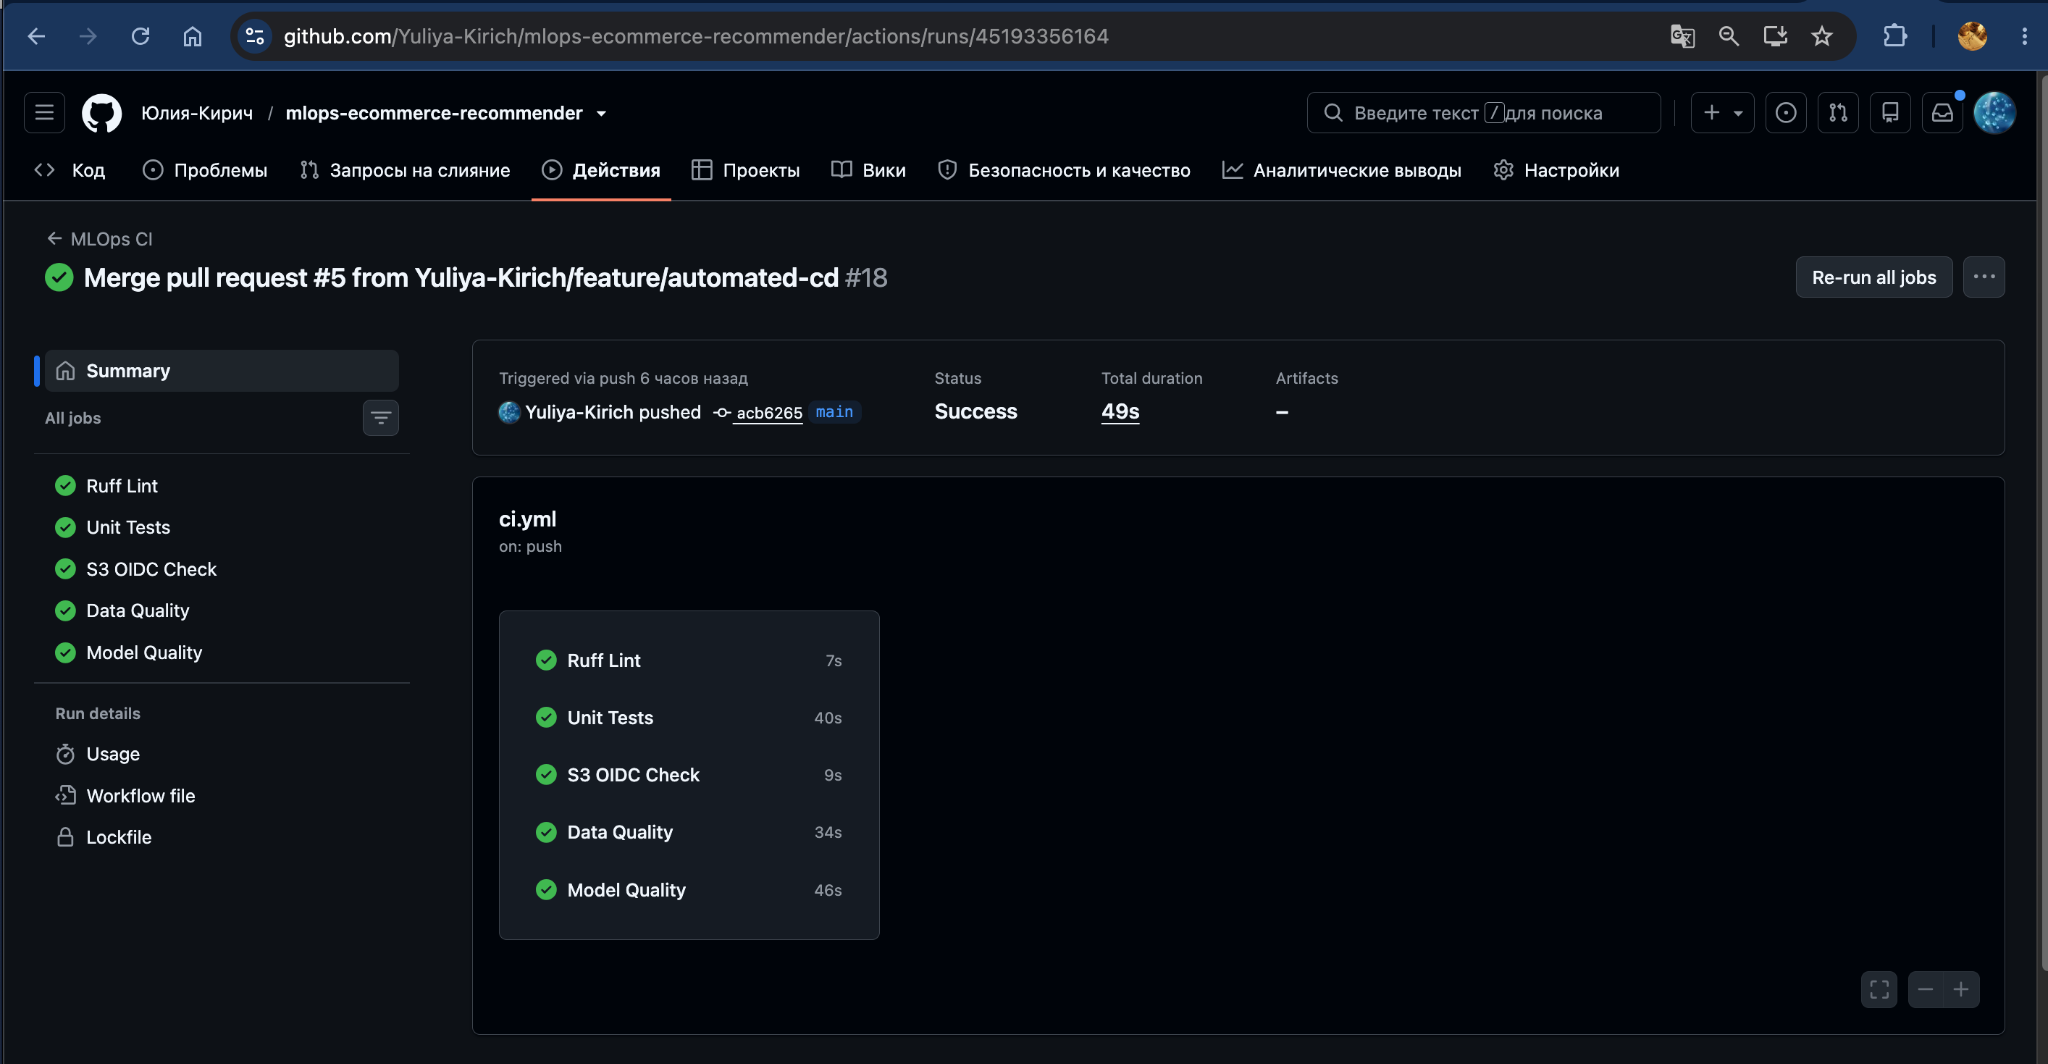 github.com/Yuliya-Kirich/mlops-ecommerce-recommender/actions/runs/45193356164
Юлия-Кирич / mlops-ecommerce-recommender
Введите текст / для поиска
Код Проблемы Запросы на слияние Действия Проекты Вики Безопасность и качество Аналитические выводы Настройки
MLOps CI
Merge pull request #5 from Yuliya-Kirich/feature/automated-cd #18
Re-run all jobs
Summary
All jobs
Ruff Lint
Unit Tests
S3 OIDC Check
Data Quality
Model Quality
Run details
Usage
Workflow file
Lockfile
Triggered via push 6 часов назад
Yuliya-Kirich pushed acb6265 main
Status
Success
Total duration
49s
Artifacts
–
ci.yml
on: push
Ruff Lint 7s
Unit Tests 40s
S3 OIDC Check 9s
Data Quality 34s
Model Quality 46s